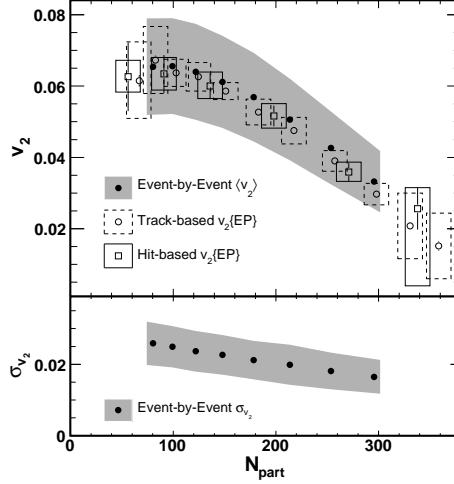 0.08
0.06
v2
0.04
Event-by-Event ⟨v2⟩
Track-based v2{EP}
0.02
Hit-based v2{EP}
0.02
σv2
Event-by-Event σv2
0
0 100 200 300
Npart